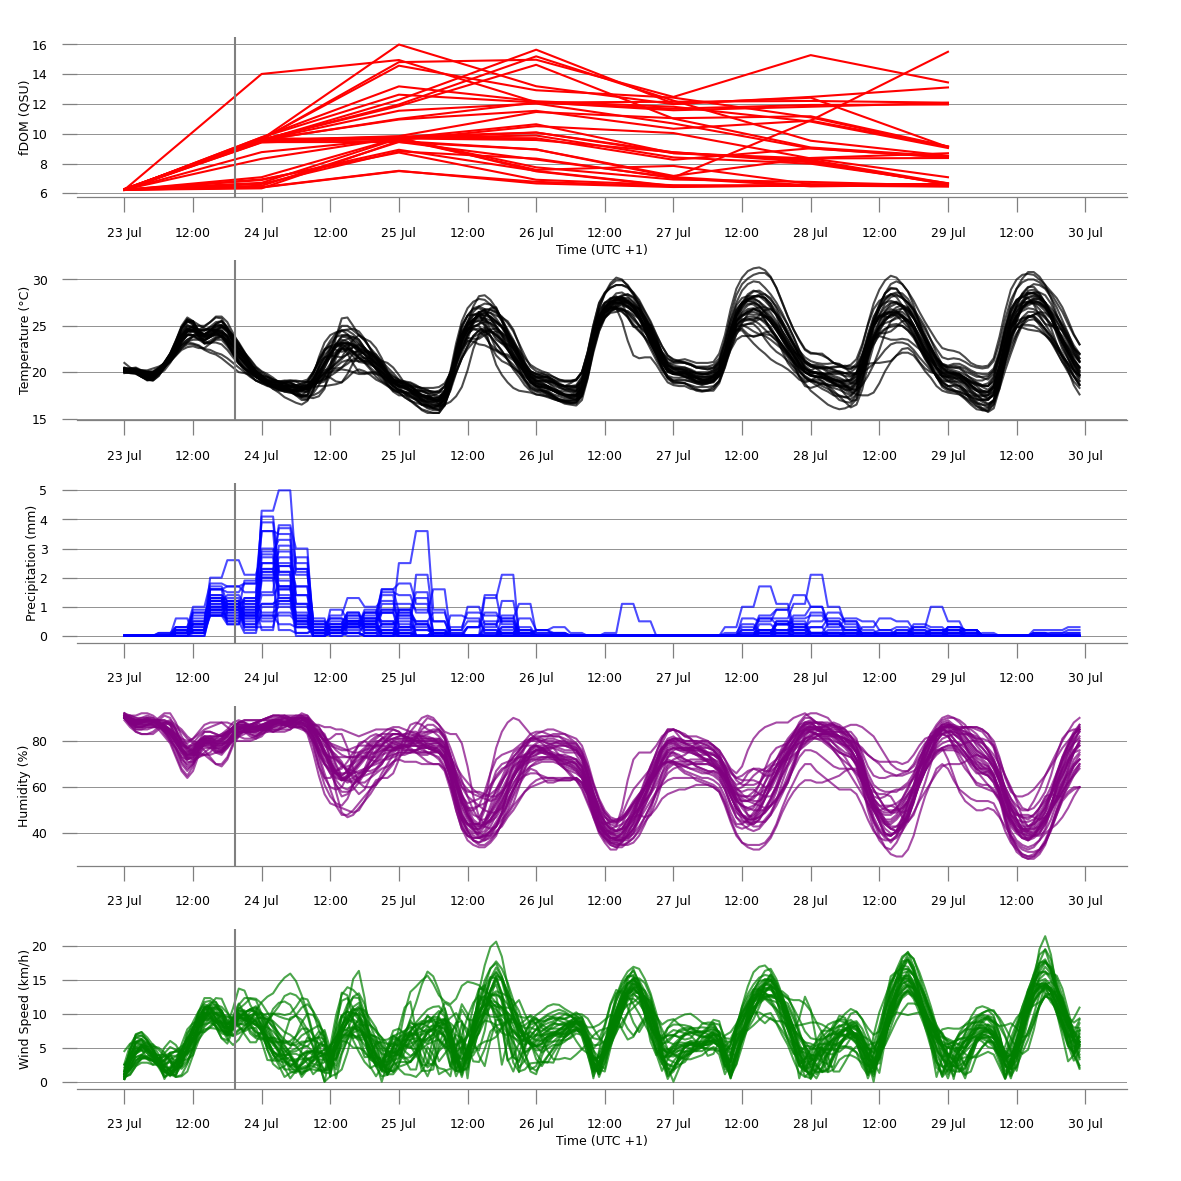 fDOM (QSU)
16
14
12
10
8
6
23 Jul 12:00 24 Jul 12:00 25 Jul 12:00 26 Jul 12:00 27 Jul 12:00 28 Jul 12:00 29 Jul 12:00 30 Jul
Time (UTC +1)
Temperature (°C)
30
25
20
15
23 Jul 12:00 24 Jul 12:00 25 Jul 12:00 26 Jul 12:00 27 Jul 12:00 28 Jul 12:00 29 Jul 12:00 30 Jul
Precipitation (mm)
5
4
3
2
1
0
23 Jul 12:00 24 Jul 12:00 25 Jul 12:00 26 Jul 12:00 27 Jul 12:00 28 Jul 12:00 29 Jul 12:00 30 Jul
Humidity (%)
80
60
40
23 Jul 12:00 24 Jul 12:00 25 Jul 12:00 26 Jul 12:00 27 Jul 12:00 28 Jul 12:00 29 Jul 12:00 30 Jul
Wind Speed (km/h)
20
15
10
5
0
23 Jul 12:00 24 Jul 12:00 25 Jul 12:00 26 Jul 12:00 27 Jul 12:00 28 Jul 12:00 29 Jul 12:00 30 Jul
Time (UTC +1)